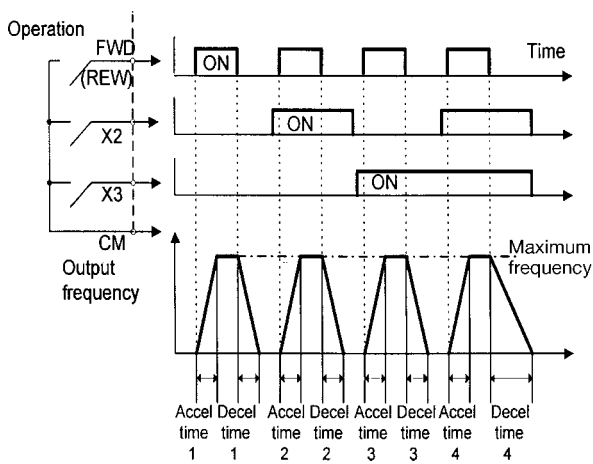 Operation
FWD
Time
ON
(REW)
X2
ON
X3
ON
CM
Output
frequency
Maximum
frequency
Accel Decel Accel Decel Accel Decel Accel Decel
time time time time time time time time
1 1 2 2 3 3 4 4